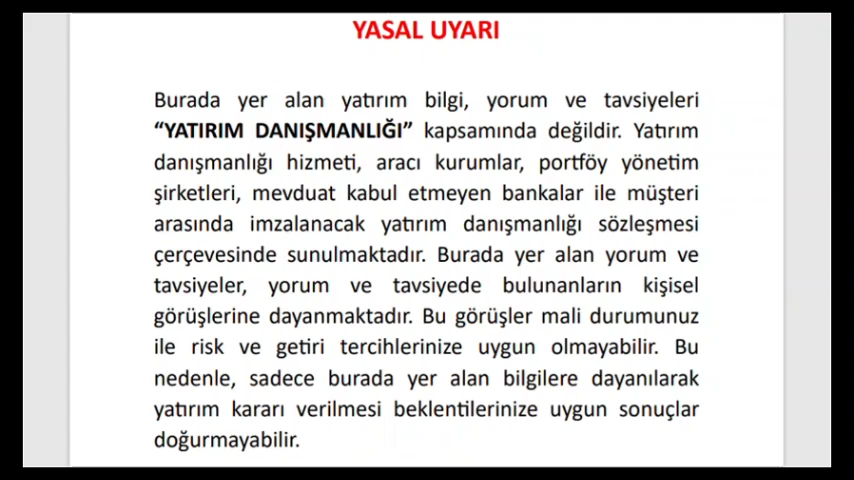 YASAL UYARI
Burada yer alan yatırım bilgi, yorum ve tavsiyeleri
“YATIRIM DANIŞMANLIĞI” kapsamında değildir. Yatırım
danışmanlığı hizmeti, aracı kurumlar, portföy yönetim
şirketleri, mevduat kabul etmeyen bankalar ile müşteri
arasında imzalanacak yatırım danışmanlığı sözleşmesi
çerçevesinde sunulmaktadır. Burada yer alan yorum ve
tavsiyeler, yorum ve tavsiyede bulunanların kişisel
görüşlerine dayanmaktadır. Bu görüşler mali durumunuz
ile risk ve getiri tercihlerinize uygun olmayabilir. Bu
nedenle, sadece burada yer alan bilgilere dayanılarak
yatırım kararı verilmesi beklentilerinize uygun sonuçlar
doğurmayabilir.